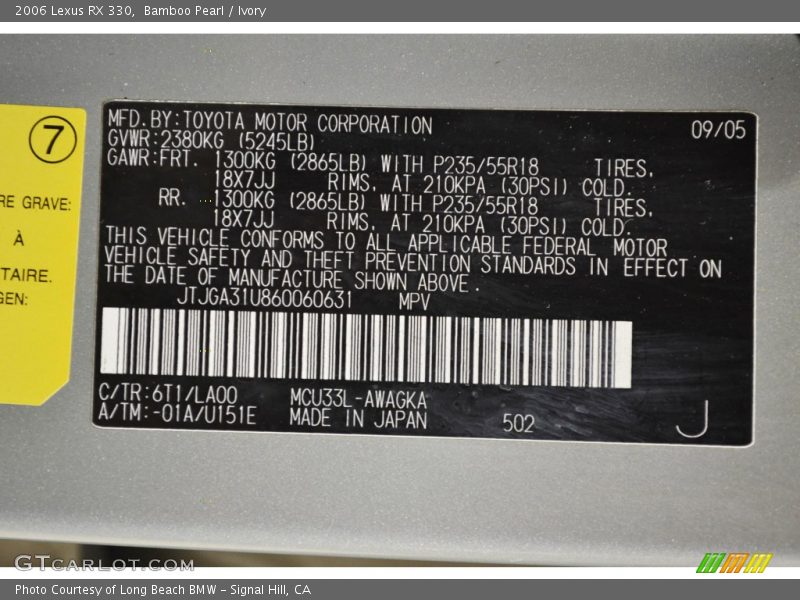 2006 Lexus RX 330, Bamboo Pearl / Ivory
7
RE GRAVE:
À
TAIRE.
GEN:
MFD.BY:TOYOTA MOTOR CORPORATION 09/05
GVWR:2380KG (5245LB)
GAWR:FRT. 1300KG (2865LB) WITH P235/55R18 TIRES,
18X7JJ RIMS, AT 210KPA (30PSI) COLD.
RR. 1300KG (2865LB) WITH P235/55R18 TIRES,
18X7JJ RIMS, AT 210KPA (30PSI) COLD.
THIS VEHICLE CONFORMS TO ALL APPLICABLE FEDERAL MOTOR
VEHICLE SAFETY AND THEFT PREVENTION STANDARDS IN EFFECT ON
THE DATE OF MANUFACTURE SHOWN ABOVE.
JTJGA31U860060631 MPV
C/TR:6T1/LA00 MCU33L-AWAGKA
A/TM:-01A/U151E MADE IN JAPAN 502 J
GTCarLot.com
Photo Courtesy of Long Beach BMW - Signal Hill, CA